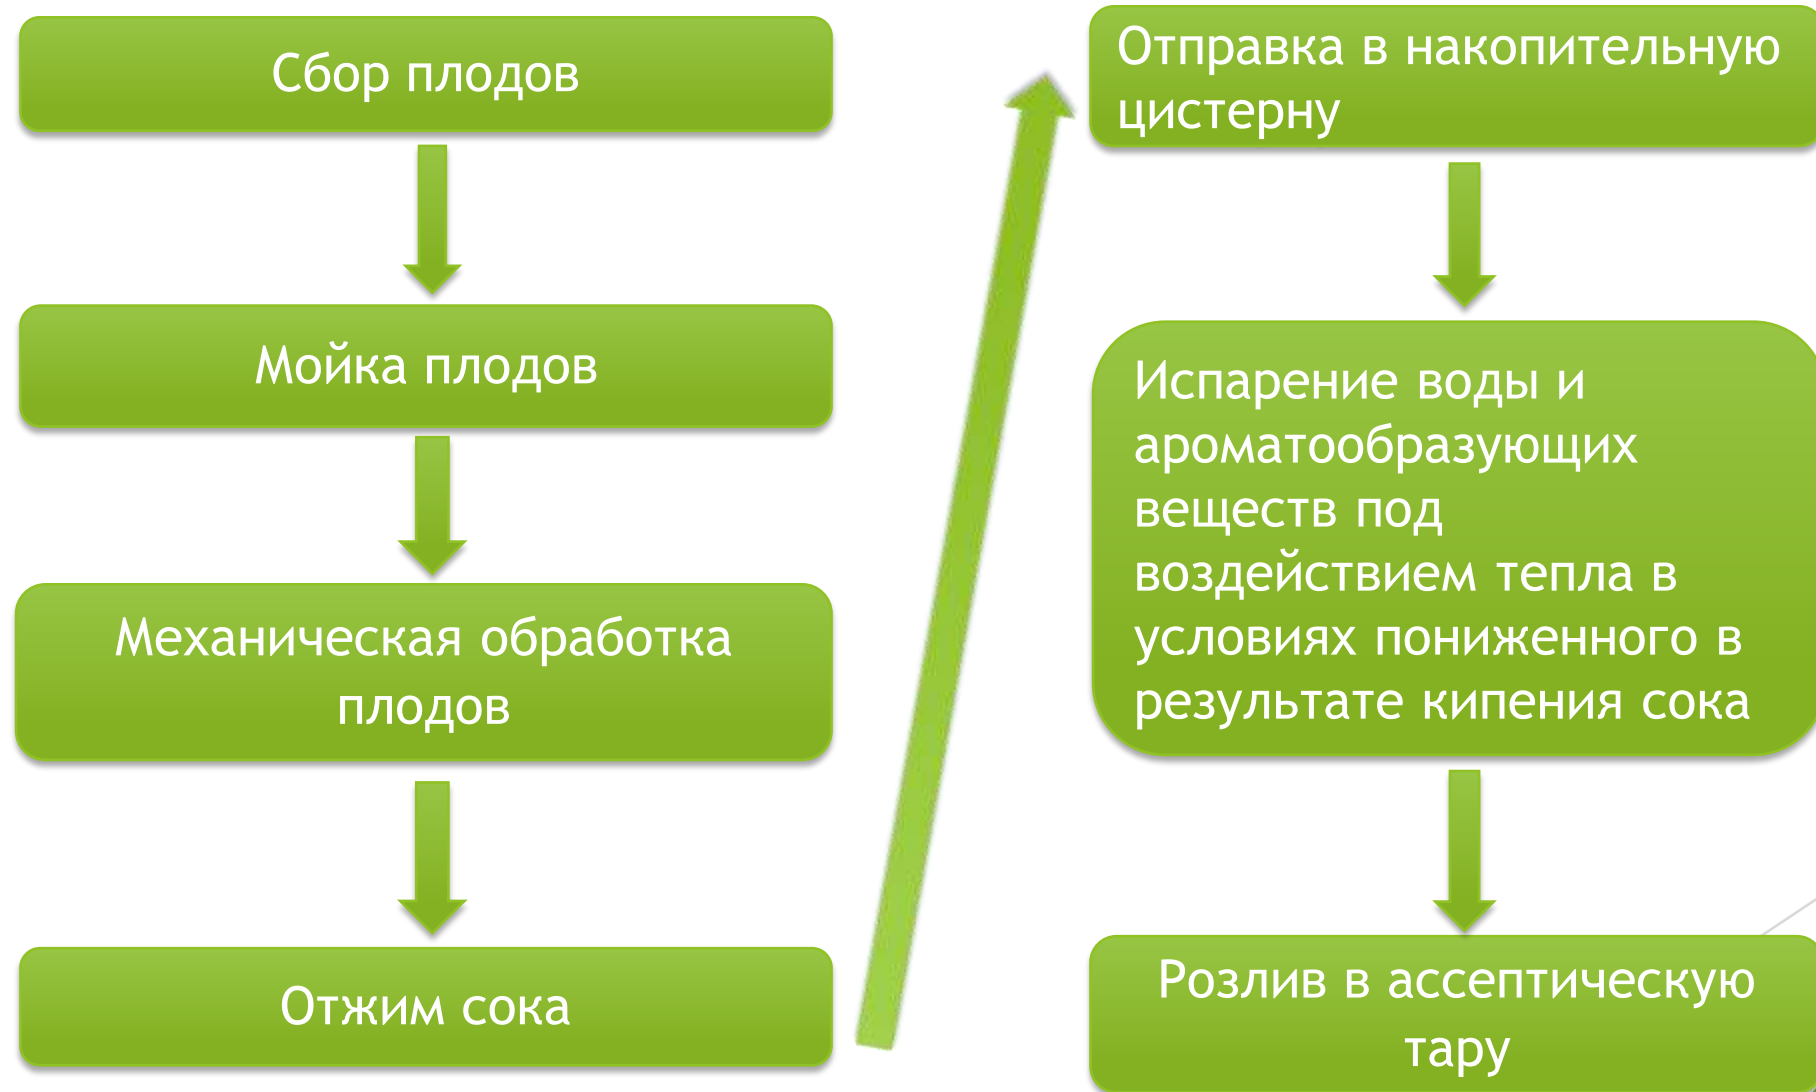 Сбор плодов
Мойка плодов
Механическая обработка
плодов
Отжим сока
Отправка в накопительную
цистерну
Испарение воды и
ароматообразующих
веществ под
воздействием тепла в
условиях пониженного в
результате кипения сока
Розлив в ассептическую
тару